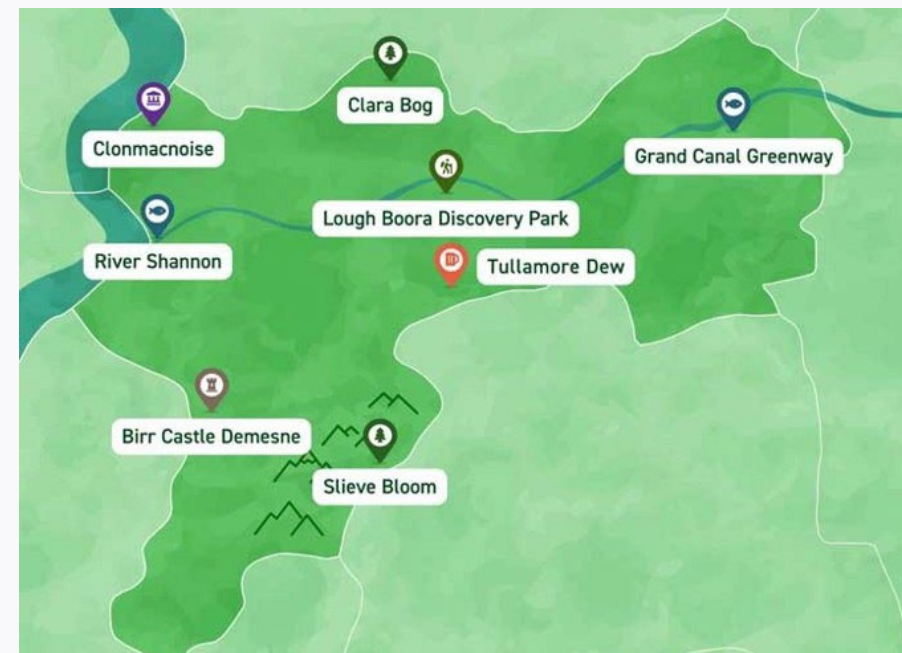 Clara Bog
Clonmacnoise
Grand Canal Greenway
Lough Boora Discovery Park
River Shannon
Tullamore Dew
Birr Castle Demesne
Slieve Bloom